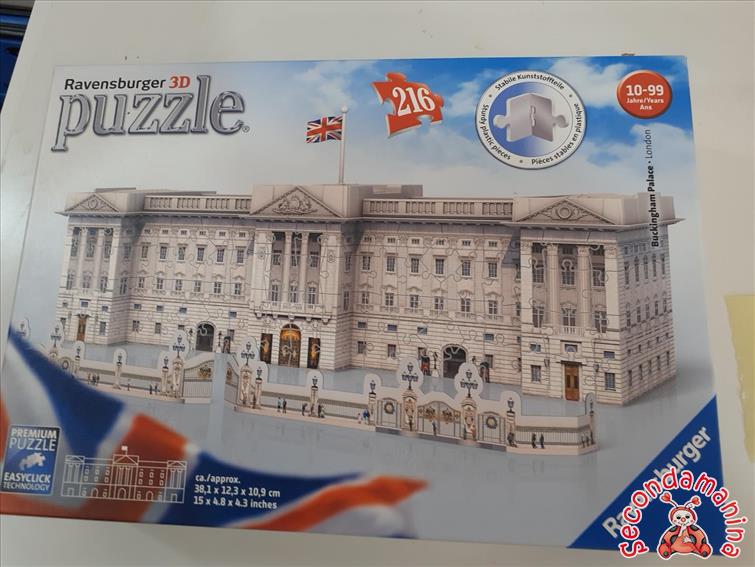 Ravensburger 3D
puzzle®
216
Stabile Kunststoffteile
Sturdy plastic pieces
Pièces stables en plastique
10-99
Jahre/Years
Ans
Buckingham Palace • London
PREMIUM
PUZZLE
EASYCLICK
TECHNOLOGY
ca./approx.
38,1 x 12,3 x 10,9 cm
15 x 4.8 x 4.3 inches
Ravensburger
Secondamanina